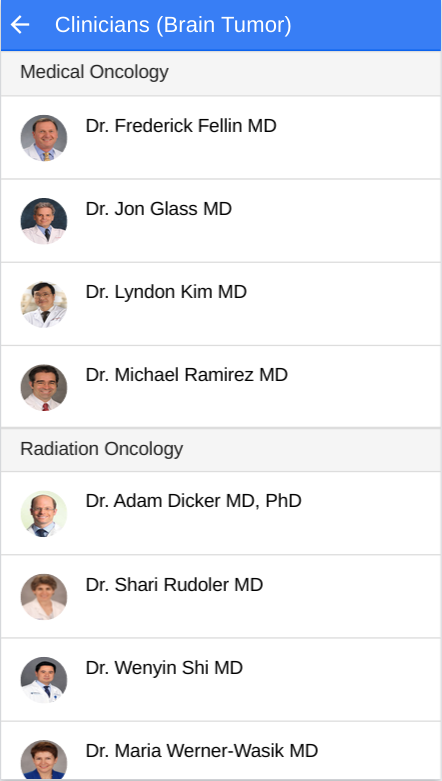 Clinicians (Brain Tumor)
Medical Oncology
Dr. Frederick Fellin MD
Dr. Jon Glass MD
Dr. Lyndon Kim MD
Dr. Michael Ramirez MD
Radiation Oncology
Dr. Adam Dicker MD, PhD
Dr. Shari Rudoler MD
Dr. Wenyin Shi MD
Dr. Maria Werner-Wasik MD